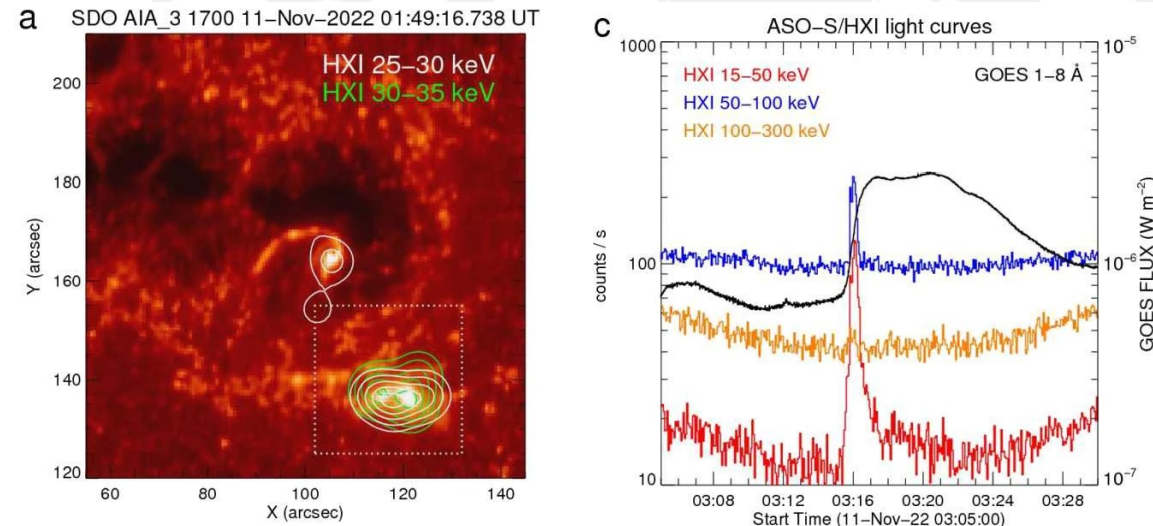 a
SDO AIA_3 1700 11-Nov-2022 01:49:16.738 UT
HXI 25-30 keV
HXI 30-35 keV
200
180
160
140
120
Y (arcsec)
60 80 100 120 140
X (arcsec)
c
ASO-S/HXI light curves
1000
100
10
counts / s
HXI 15-50 keV
HXI 50-100 keV
HXI 100-300 keV
GOES 1-8 Å
10⁻⁵
10⁻⁶
10⁻⁷
GOES FLUX (W m⁻²)
03:08 03:12 03:16 03:20 03:24 03:28
Start Time (11-Nov-22 03:05:00)